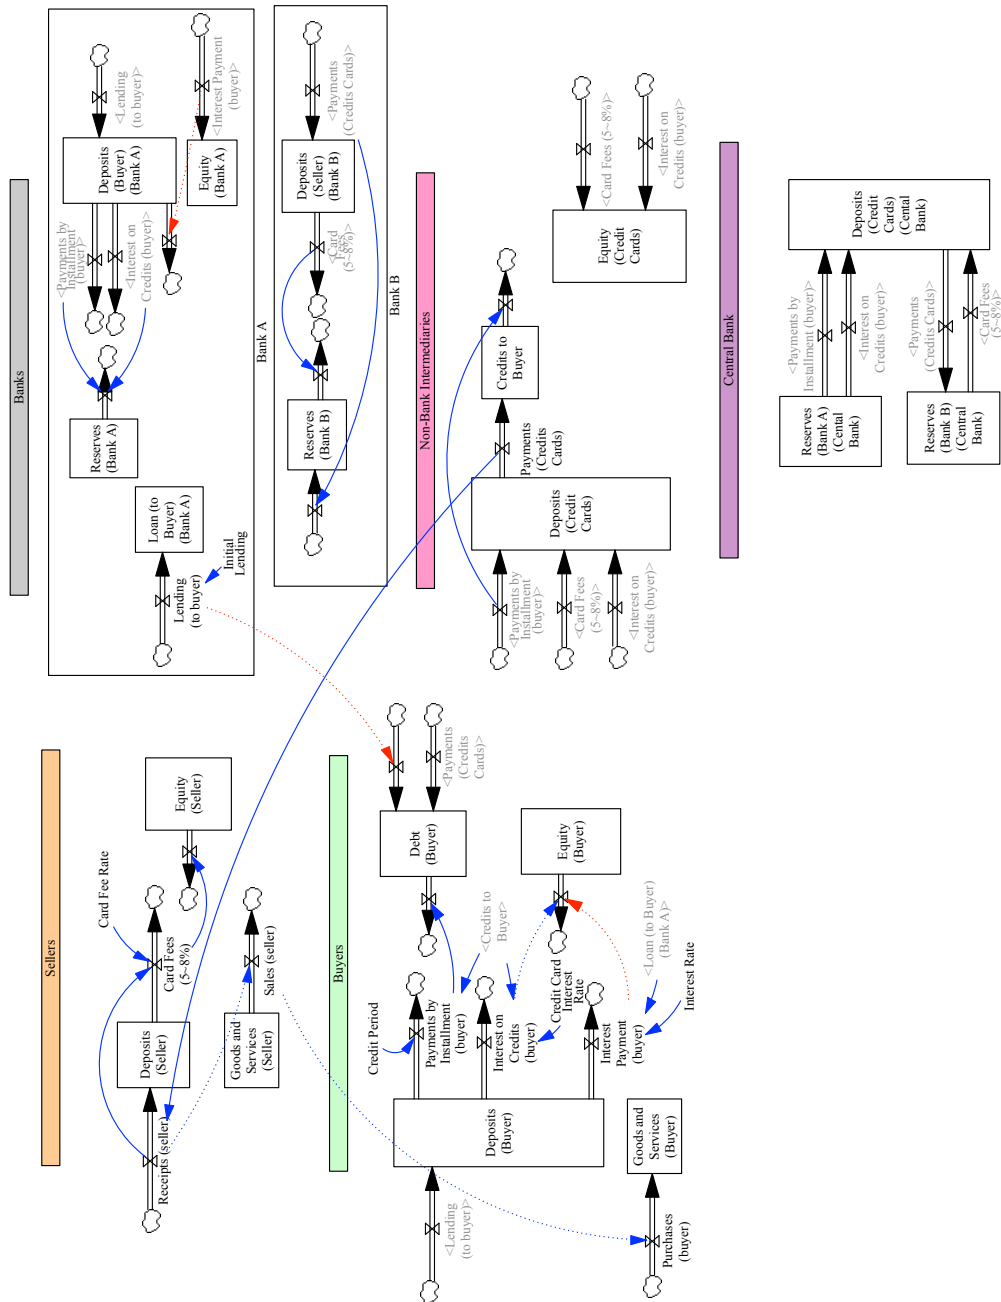 Sellers
Receipts (seller)
Deposits
(Seller)
Card Fee Rate
Card Fees
(5~8%)
Equity
(Seller)
Goods and
Services
(Seller)
Sales (seller)
Banks
Lending
(to buyer)
Initial
Lending
Loan (to
Buyer)
(Bank A)
Reserves
(Bank A)
<Payments by
Installment
(buyer)>
<Interest on
Credits (buyer)>
Deposits
(Buyer)
(Bank A)
<Lending
(to buyer)>
Equity
(Bank A)
<Interest Payment
(buyer)>
Bank A
Reserves
(Bank B)
<Card
Fees
(5~8%)>
Deposits
(Seller)
(Bank B)
<Payments
(Credits Cards)>
Bank B
Buyers
<Lending
(to buyer)>
Deposits
(Buyer)
Credit Period
Payments by
Installment
(buyer)
Interest on
Credits
(buyer)
Credit Card
Interest
Rate
Interest
Payment
(buyer)
Interest Rate
<Credits to
Buyer>
<Loan (to Buyer)
(Bank A)>
Debt
(Buyer)
<Payments
(Credits
Cards)>
Equity
(Buyer)
Purchases
(buyer)
Goods and
Services
(Buyer)
Non-Bank Intermediaries
<Payments by
Installment
(buyer)>
<Card Fees
(5~8%)>
<Interest on
Credits (buyer)>
Deposits
(Credit
Cards)
Payments
(Credits
Cards)
Credits to
Buyer
Equity
(Credit
Cards)
<Card Fees (5~8%)>
<Interest on
Credits (buyer)>
Central Bank
Reserves
(Bank A)
(Cental
Bank)
<Payments by
Installment (buyer)>
<Interest on
Credits (buyer)>
Deposits
(Credit
Cards)
(Cental
Bank)
Reserves
(Bank B)
(Central
Bank)
<Payments
(Credits Cards)>
<Card Fees
(5~8%)>